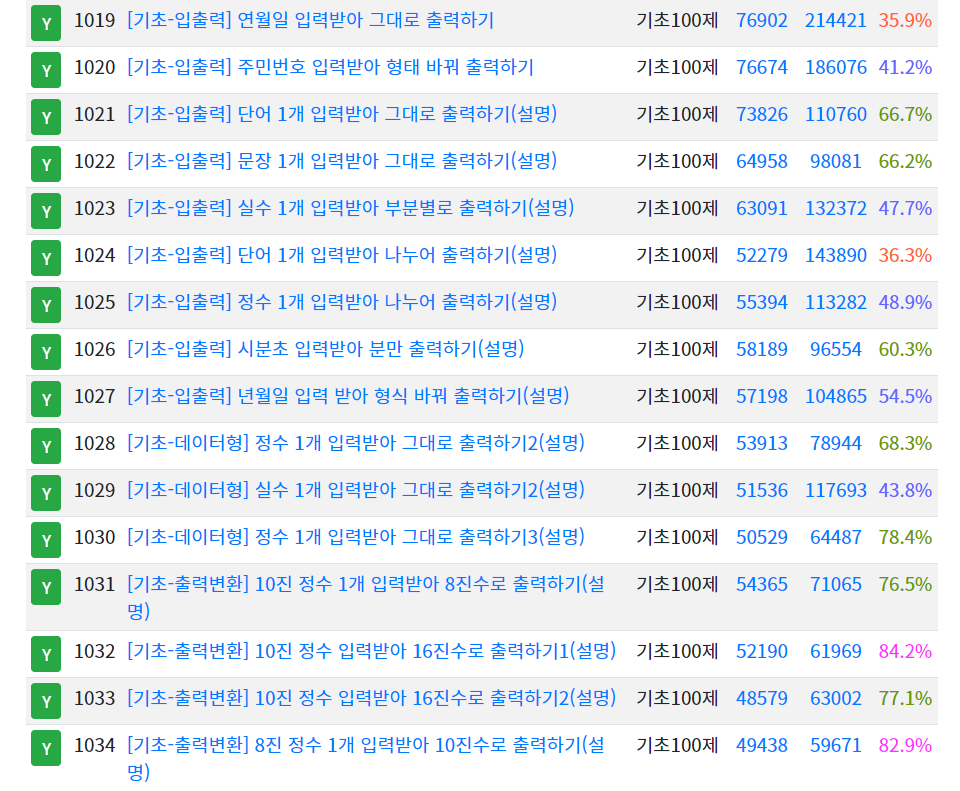 Y 1019 [기초-입출력] 연월일 입력받아 그대로 출력하기 기초100제 76902 214421 35.9%
Y 1020 [기초-입출력] 주민번호 입력받아 형태 바꿔 출력하기 기초100제 76674 186076 41.2%
Y 1021 [기초-입출력] 단어 1개 입력받아 그대로 출력하기(설명) 기초100제 73826 110760 66.7%
Y 1022 [기초-입출력] 문장 1개 입력받아 그대로 출력하기(설명) 기초100제 64958 98081 66.2%
Y 1023 [기초-입출력] 실수 1개 입력받아 부분별로 출력하기(설명) 기초100제 63091 132372 47.7%
Y 1024 [기초-입출력] 단어 1개 입력받아 나누어 출력하기(설명) 기초100제 52279 143890 36.3%
Y 1025 [기초-입출력] 정수 1개 입력받아 나누어 출력하기(설명) 기초100제 55394 113282 48.9%
Y 1026 [기초-입출력] 시분초 입력받아 분만 출력하기(설명) 기초100제 58189 96554 60.3%
Y 1027 [기초-입출력] 년월일 입력 받아 형식 바꿔 출력하기(설명) 기초100제 57198 104865 54.5%
Y 1028 [기초-데이터형] 정수 1개 입력받아 그대로 출력하기2(설명) 기초100제 53913 78944 68.3%
Y 1029 [기초-데이터형] 실수 1개 입력받아 그대로 출력하기2(설명) 기초100제 51536 117693 43.8%
Y 1030 [기초-데이터형] 정수 1개 입력받아 그대로 출력하기3(설명) 기초100제 50529 64487 78.4%
Y 1031 [기초-출력변환] 10진 정수 1개 입력받아 8진수로 출력하기(설 기초100제 54365 71065 76.5%
명)
Y 1032 [기초-출력변환] 10진 정수 입력받아 16진수로 출력하기1(설명) 기초100제 52190 61969 84.2%
Y 1033 [기초-출력변환] 10진 정수 입력받아 16진수로 출력하기2(설명) 기초100제 48579 63002 77.1%
Y 1034 [기초-출력변환] 8진 정수 1개 입력받아 10진수로 출력하기(설 기초100제 49438 59671 82.9%
명)